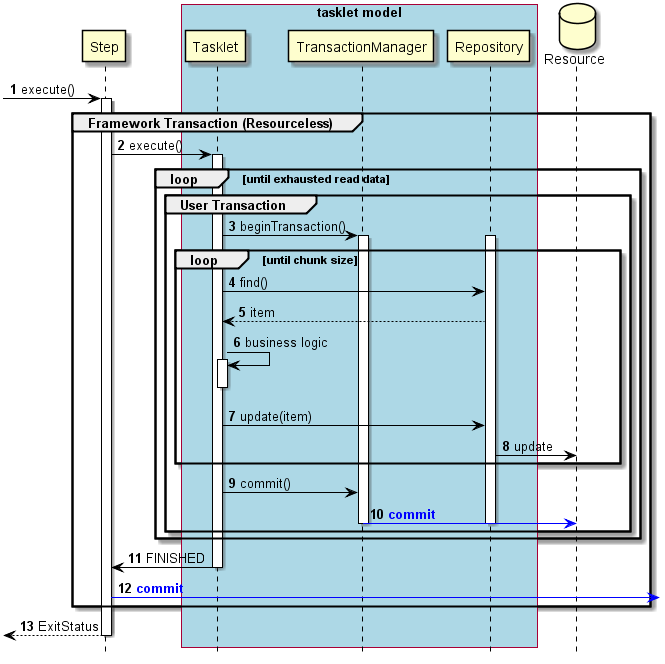 tasklet model
Step
Tasklet
TransactionManager
Repository
Resource
1 execute()
Framework Transaction (Resourceless)
2 execute()
loop [until exhausted read data]
User Transaction
3 beginTransaction()
loop [until chunk size]
4 find()
5 item
6 business logic
7 update(item)
8 update
9 commit()
10 commit
11 FINISHED
12 commit
13 ExitStatus